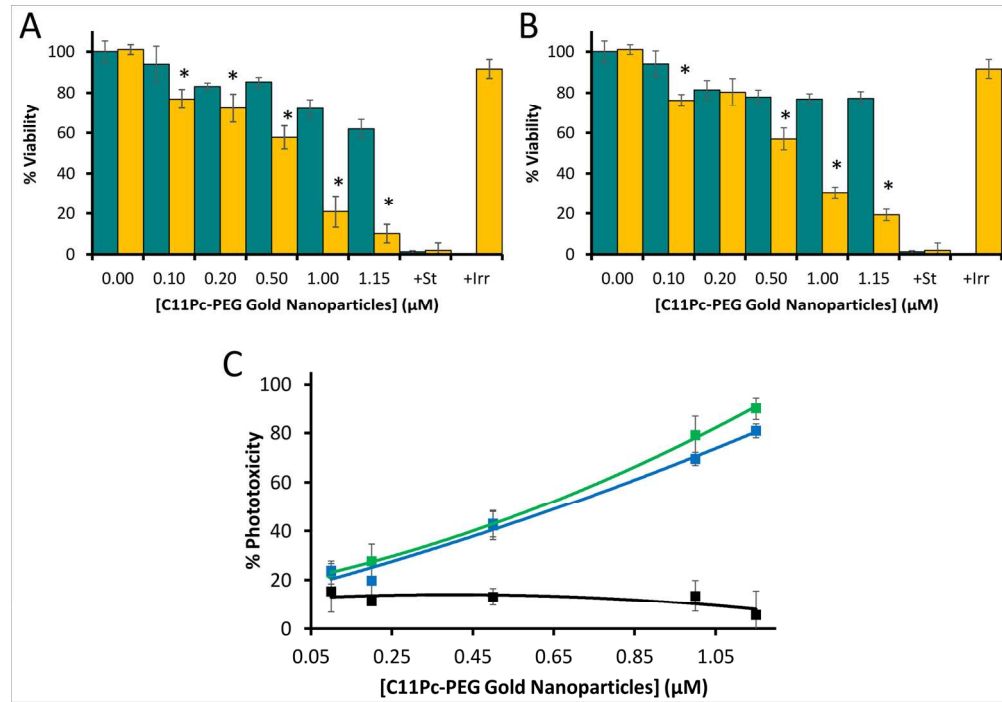 A
% Viability
100
80
60
40
20
0
* * * * *
0.00 0.10 0.20 0.50 1.00 1.15 +St +Irr
[C11Pc-PEG Gold Nanoparticles] (µM)
B
% Viability
100
80
60
40
20
0
* * * *
0.00 0.10 0.20 0.50 1.00 1.15 +St +Irr
[C11Pc-PEG Gold Nanoparticles] (µM)
C
% Phototoxicity
100
80
60
40
20
0
0.05 0.25 0.45 0.65 0.85 1.05
[C11Pc-PEG Gold Nanoparticles] (µM)